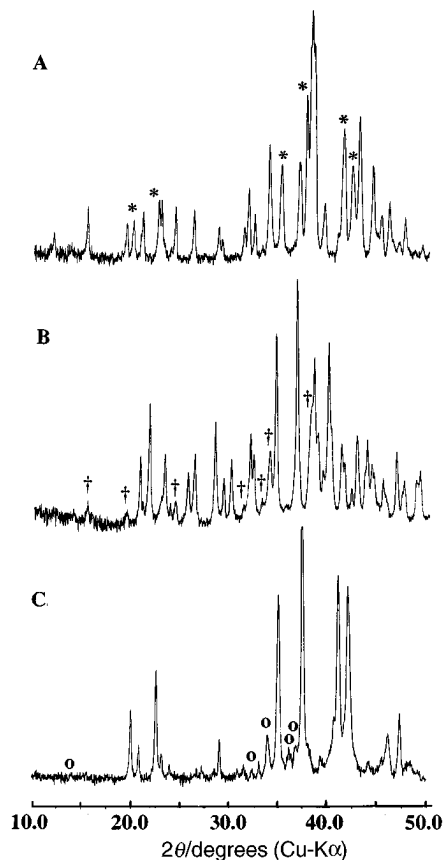 A
* * * * * *
B
† † † † † † †
C
o o o o o
10.0 20.0 30.0 40.0 50.0
2θ/degrees (Cu-Kα)